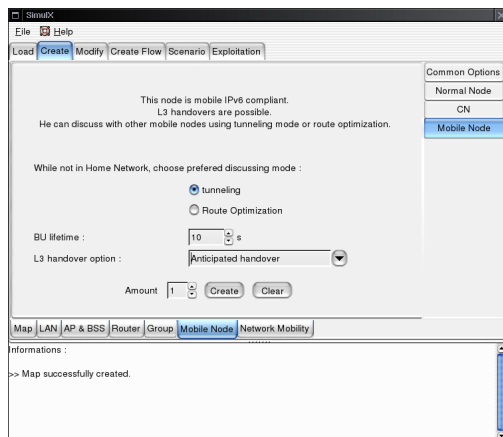 SimulX
File Help
Load Create Modify Create Flow Scenario Exploitation
Common Options
Normal Node
CN
Mobile Node
This node is mobile IPv6 compliant.
L3 handovers are possible.
He can discuss with other mobile nodes using tunneling mode or route optimization.
While not in Home Network, choose prefered discussing mode :
tunneling
Route Optimization
BU lifetime : 10 s
L3 handover option : Anticipated handover
Amount 1 Create Clear
Map LAN AP & BSS Router Group Mobile Node Network Mobility
Informations :
>> Map successfully created.